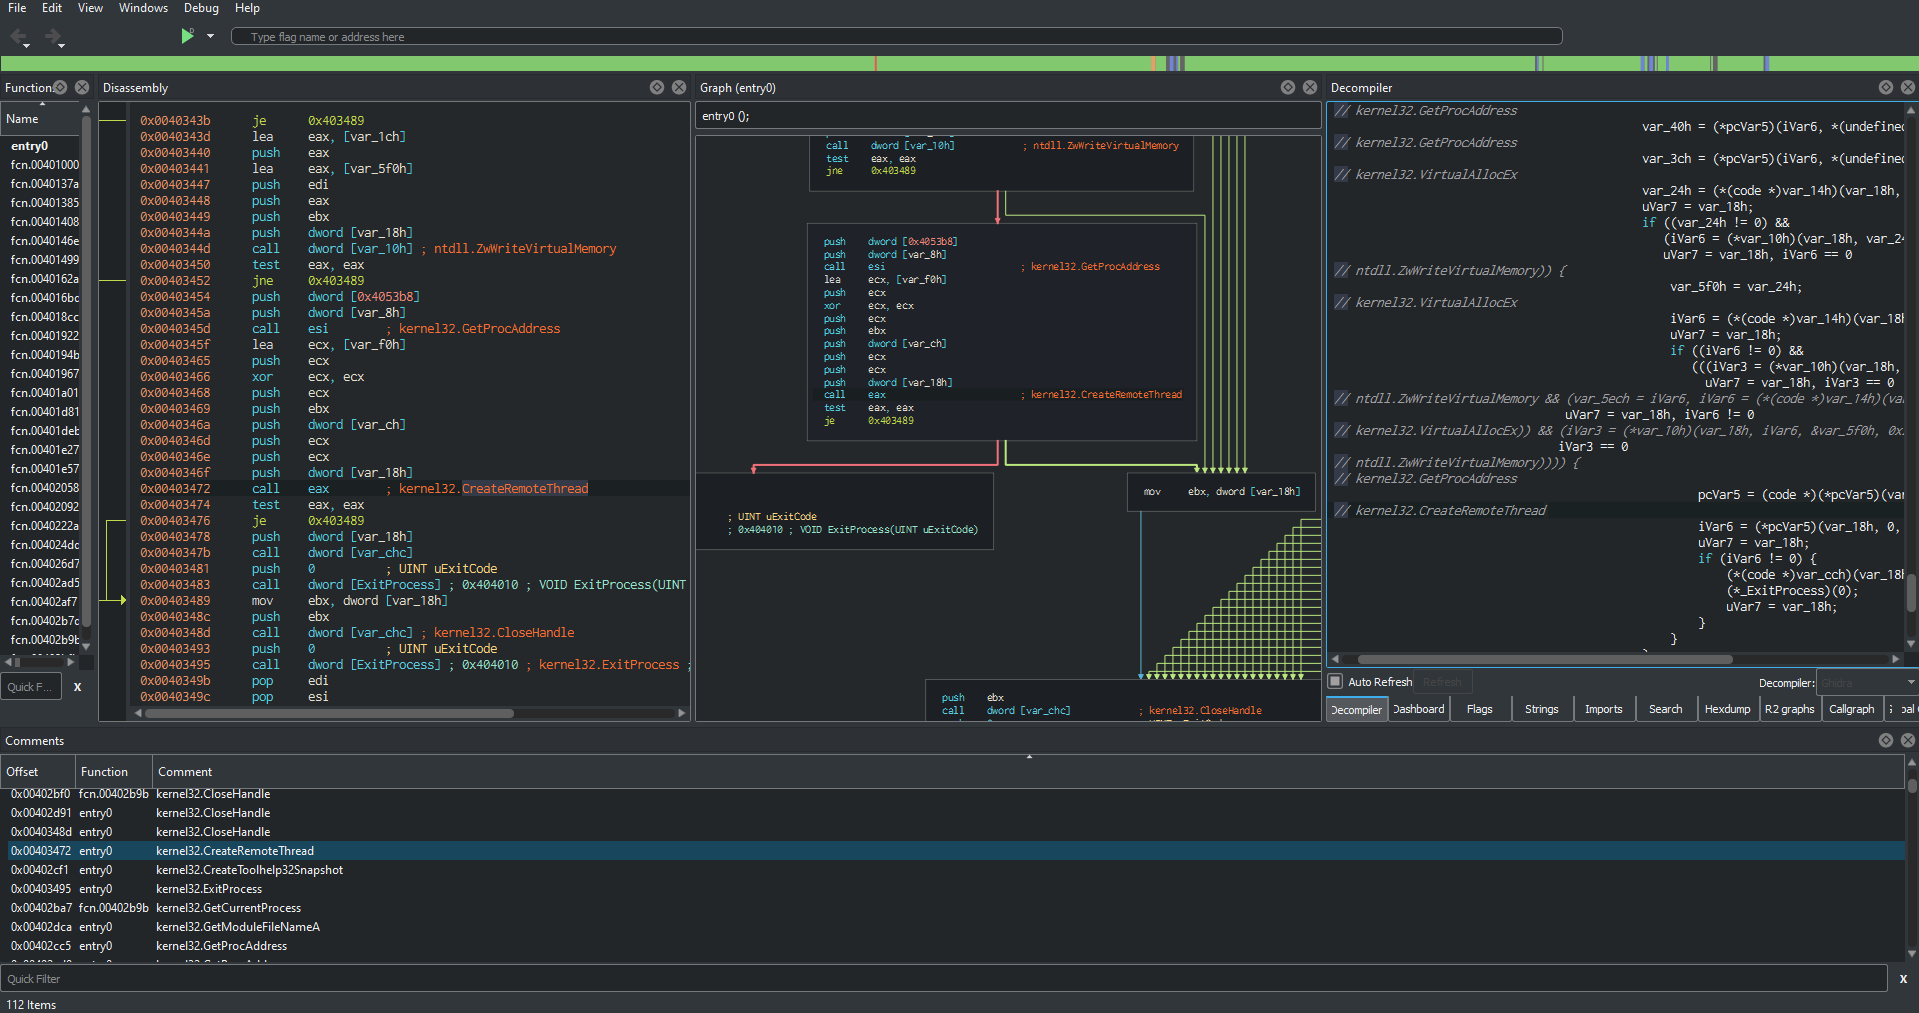 File Edit View Windows Debug Help
Type flag name or address here
Functions
Name
entry0
fcn.00401000
fcn.0040137a
fcn.00401385
fcn.00401408
fcn.0040146e
fcn.00401499
fcn.0040162a
fcn.004016bc
fcn.004018cc
fcn.00401922
fcn.0040194b
fcn.00401967
fcn.00401a01
fcn.00401d81
fcn.00401deb
fcn.00401e27
fcn.00401e57
fcn.00402058
fcn.00402092
fcn.0040222a
fcn.004024dc
fcn.004026d7
fcn.00402ad5
fcn.00402af7
fcn.00402b7c
fcn.00402b9b
Quick F... X
Disassembly
0x0040343b je 0x403489
0x0040343d lea eax, [var_1ch]
0x00403440 push eax
0x00403441 lea eax, [var_5f0h]
0x00403447 push edi
0x00403448 push eax
0x00403449 push ebx
0x0040344a push dword [var_18h]
0x0040344d call dword [var_10h] ; ntdll.ZwWriteVirtualMemory
0x00403450 test eax, eax
0x00403452 jne 0x403489
0x00403454 push dword [0x4053b8]
0x0040345a push dword [var_8h]
0x0040345d call esi ; kernel32.GetProcAddress
0x0040345f lea ecx, [var_f0h]
0x00403465 push ecx
0x00403466 xor ecx, ecx
0x00403468 push ecx
0x00403469 push ebx
0x0040346a push dword [var_ch]
0x0040346d push ecx
0x0040346e push ecx
0x0040346f push dword [var_18h]
0x00403472 call eax ; kernel32.CreateRemoteThread
0x00403474 test eax, eax
0x00403476 je 0x403489
0x00403478 push dword [var_18h]
0x0040347b call dword [var_chc]
0x00403481 push 0 ; UINT uExitCode
0x00403483 call dword [ExitProcess] ; 0x404010 ; VOID ExitProcess(UINT
0x00403489 mov ebx, dword [var_18h]
0x0040348c push ebx
0x0040348d call dword [var_chc] ; kernel32.CloseHandle
0x00403493 push 0 ; UINT uExitCode
0x00403495 call dword [ExitProcess] ; 0x404010 ; kernel32.ExitProcess ;
0x0040349b pop edi
0x0040349c pop esi
Graph (entry0)
entry0 ();
call dword [var_10h] ; ntdll.ZwWriteVirtualMemory
test eax, eax
jne 0x403489
push dword [0x4053b8]
push dword [var_8h]
call esi ; kernel32.GetProcAddress
lea ecx, [var_f0h]
push ecx
xor ecx, ecx
push ecx
push ebx
push dword [var_ch]
push ecx
push ecx
push dword [var_18h]
call eax ; kernel32.CreateRemoteThread
test eax, eax
je 0x403489
; UINT uExitCode
; 0x404010 ; VOID ExitProcess(UINT uExitCode)
mov ebx, dword [var_18h]
push ebx
call dword [var_chc] ; kernel32.CloseHandle
Decompiler
// kernel32.GetProcAddress
var_40h = (*pcVar5)(iVar6, *(undefined
// kernel32.GetProcAddress
var_3ch = (*pcVar5)(iVar6, *(undefined
// kernel32.VirtualAllocEx
var_24h = (*(code *)var_14h)(var_18h,
uVar7 = var_18h;
if ((var_24h != 0) &&
(iVar6 = (*var_10h)(var_18h, var_24
uVar7 = var_18h, iVar6 == 0
// ntdll.ZwWriteVirtualMemory)) {
var_5f0h = var_24h;
// kernel32.VirtualAllocEx
iVar6 = (*(code *)var_14h)(var_18h
uVar7 = var_18h;
if ((iVar6 != 0) &&
(((iVar3 = (*var_10h)(var_18h,
uVar7 = var_18h, iVar3 == 0
// ntdll.ZwWriteVirtualMemory && (var_5ech = iVar6, iVar6 = (*(code *)var_14h)(var
uVar7 = var_18h, iVar6 != 0
// kernel32.VirtualAllocEx)) && (iVar3 = (*var_10h)(var_18h, iVar6, &var_5f0h, 0x
iVar3 == 0
// ntdll.ZwWriteVirtualMemory)))) {
// kernel32.GetProcAddress
pcVar5 = (code *)(*pcVar5)(var
// kernel32.CreateRemoteThread
iVar6 = (*pcVar5)(var_18h, 0,
uVar7 = var_18h;
if (iVar6 != 0) {
(*(code *)var_cch)(var_18h
(*_ExitProcess)(0);
uVar7 = var_18h;
}
}
Auto Refresh Refresh Decompiler: Ghidra
Decompiler Dashboard Flags Strings Imports Search Hexdump R2 graphs Callgraph
Comments
Offset Function Comment
0x00402bf0 fcn.00402b9b kernel32.CloseHandle
0x00402d91 entry0 kernel32.CloseHandle
0x0040348d entry0 kernel32.CloseHandle
0x00403472 entry0 kernel32.CreateRemoteThread
0x00402cf1 entry0 kernel32.CreateToolhelp32Snapshot
0x00403495 entry0 kernel32.ExitProcess
0x00402ba7 fcn.00402b9b kernel32.GetCurrentProcess
0x00402dca entry0 kernel32.GetModuleFileNameA
0x00402cc5 entry0 kernel32.GetProcAddress
Quick Filter X
112 Items